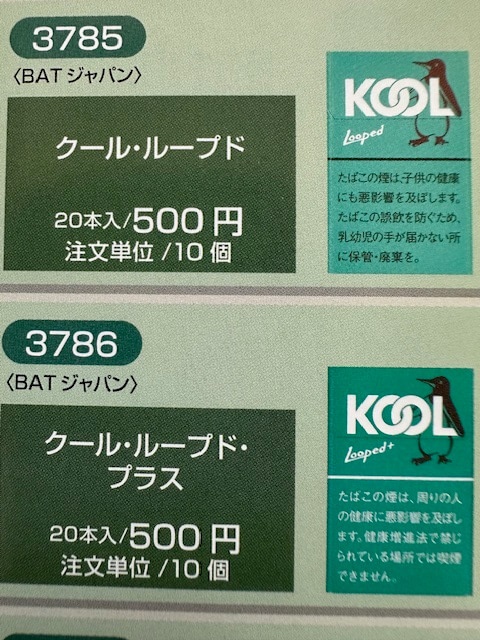 3785
〈BATジャパン〉
クール・ループド
20本入/500円
注文単位/10個
KOOL
Looped
たばこの煙は、子供の健康
にも悪影響を及ぼします。
たばこの誤飲を防ぐため、
乳幼児の手が届かない所
に保管・廃棄を。
3786
〈BATジャパン〉
クール・ループド・
プラス
20本入/500円
注文単位/10個
KOOL
Looped+
たばこの煙は、周りの人
の健康に悪影響を及ぼし
ます。健康増進法で禁じ
られている場所では喫煙
できません。